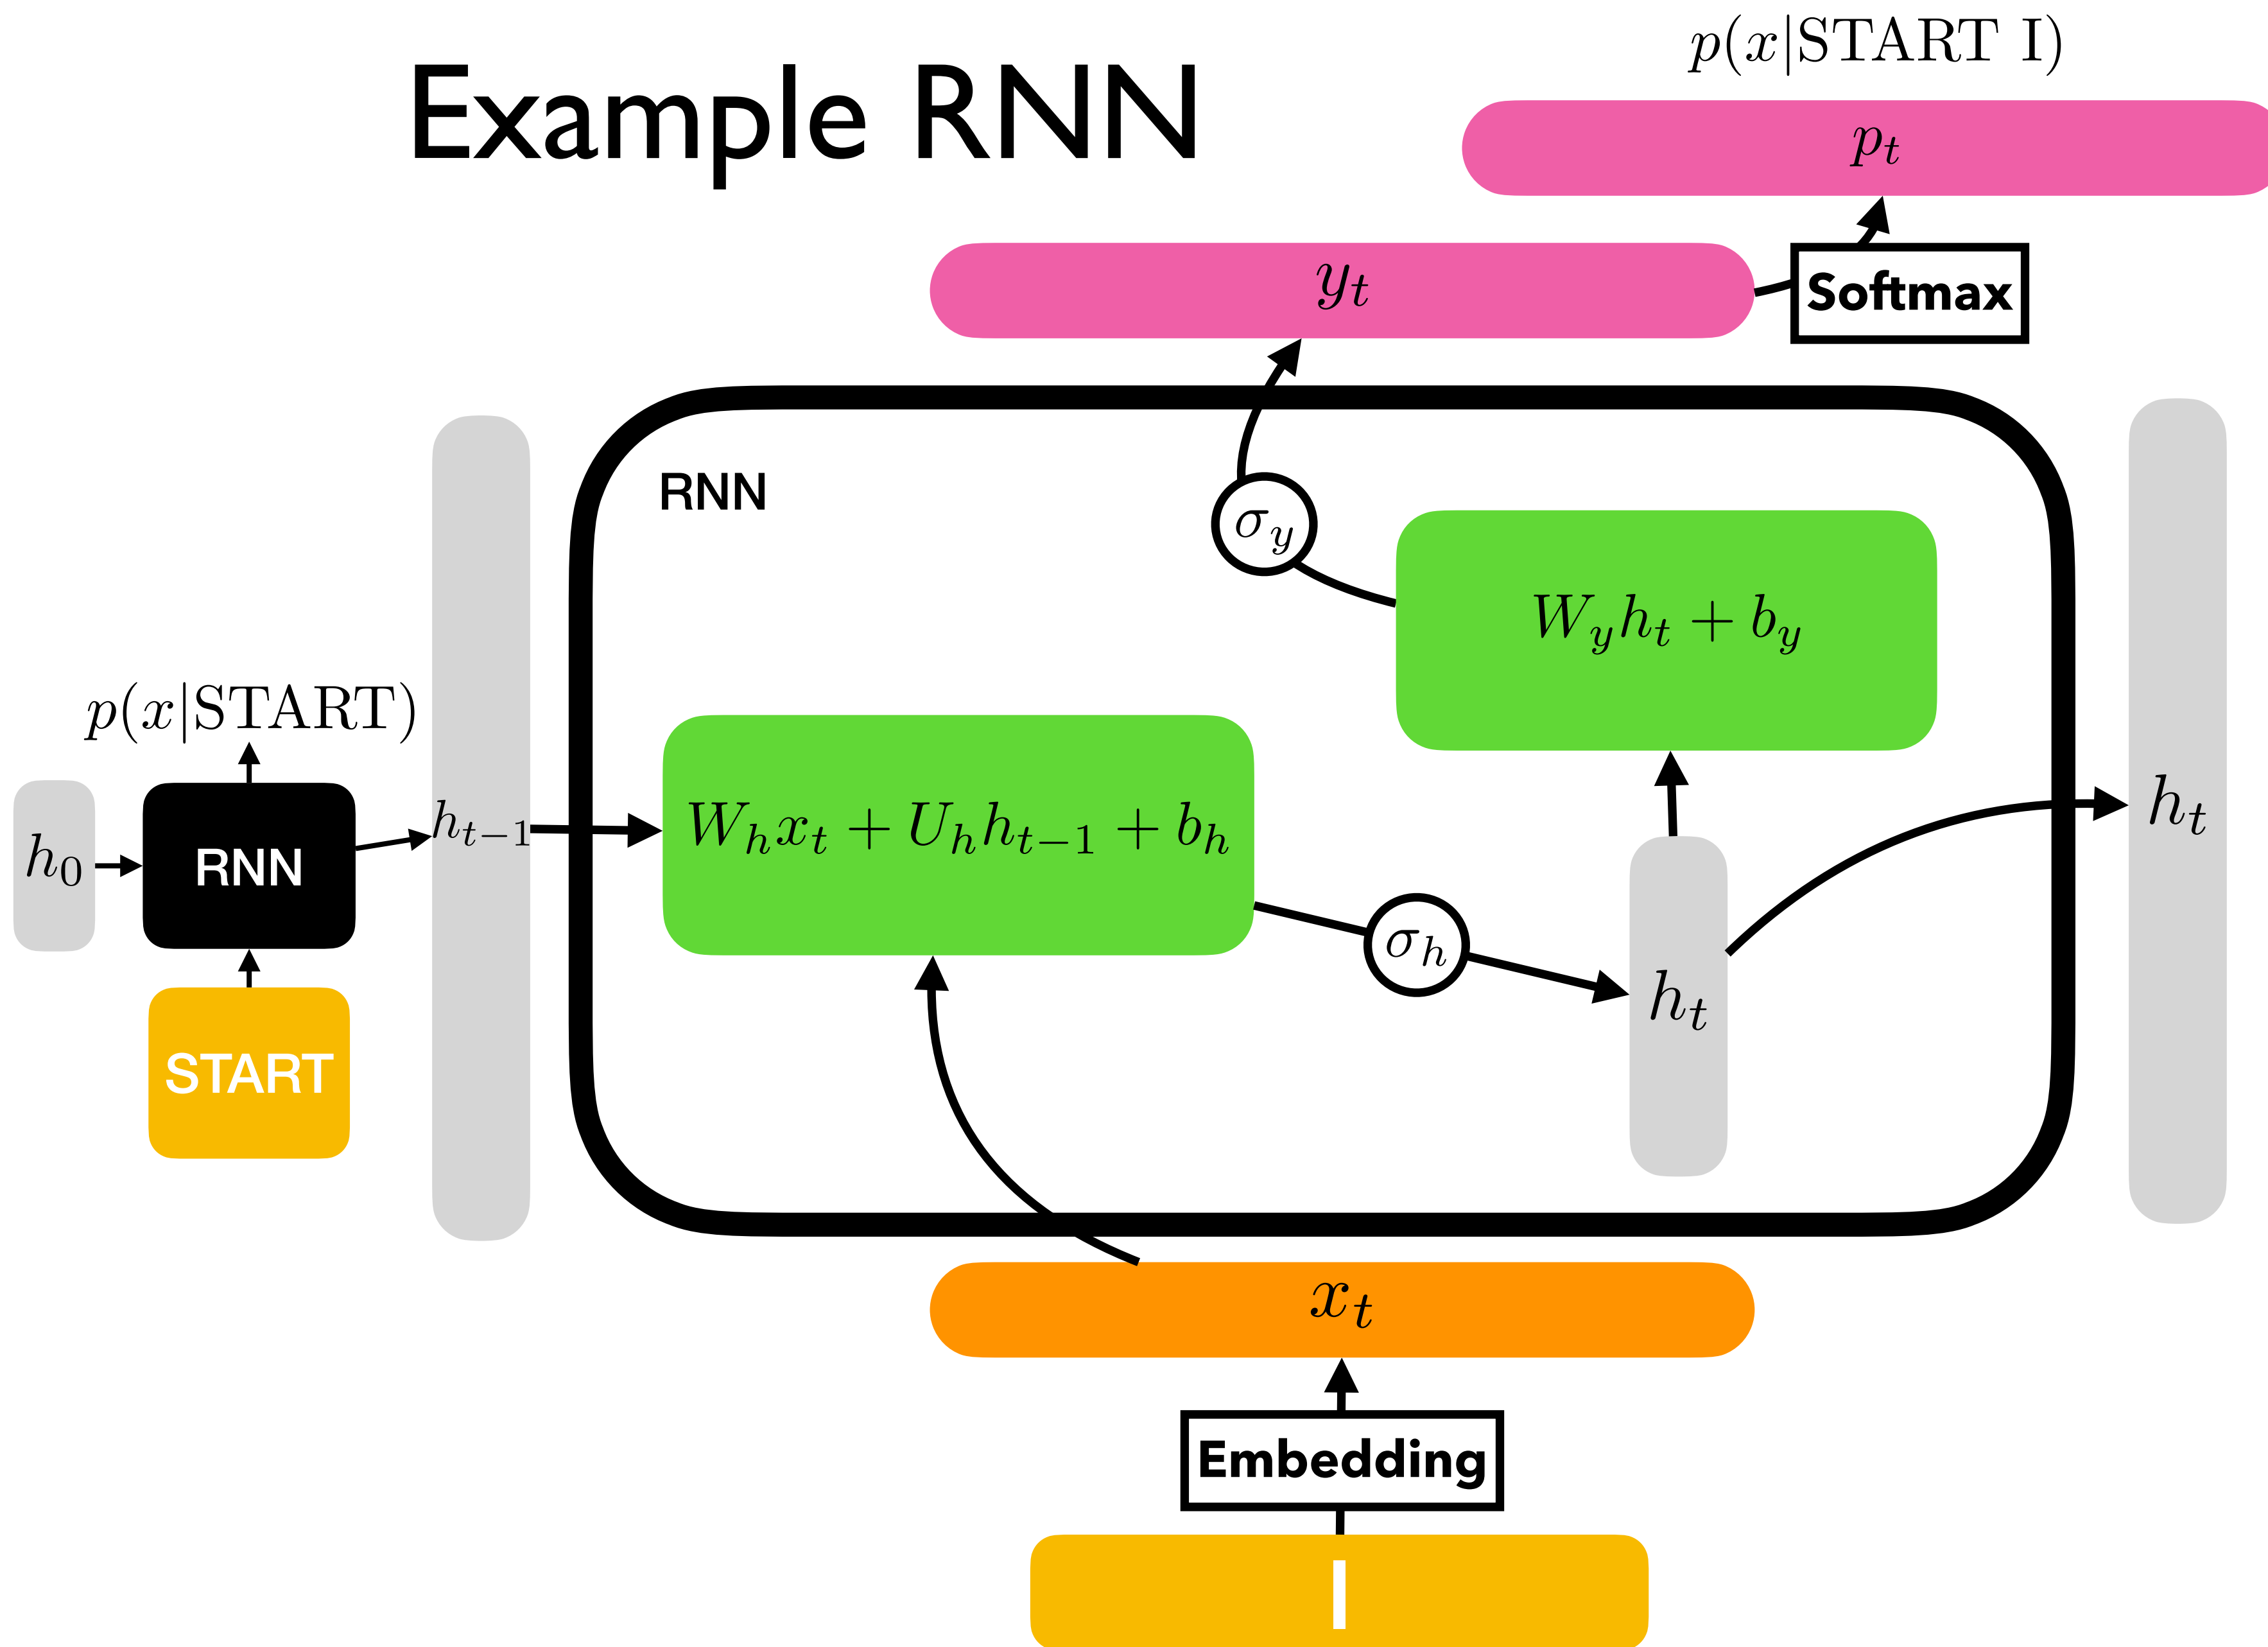 Example RNN
p(x|START I)
p_t
y_t
Softmax
RNN
σ_y
W_y h_t + b_y
p(x|START)
h_0
RNN
h_{t−1}
W_h x_t + U_h h_{t−1} + b_h
h_t
σ_h
h_t
START
x_t
Embedding
I